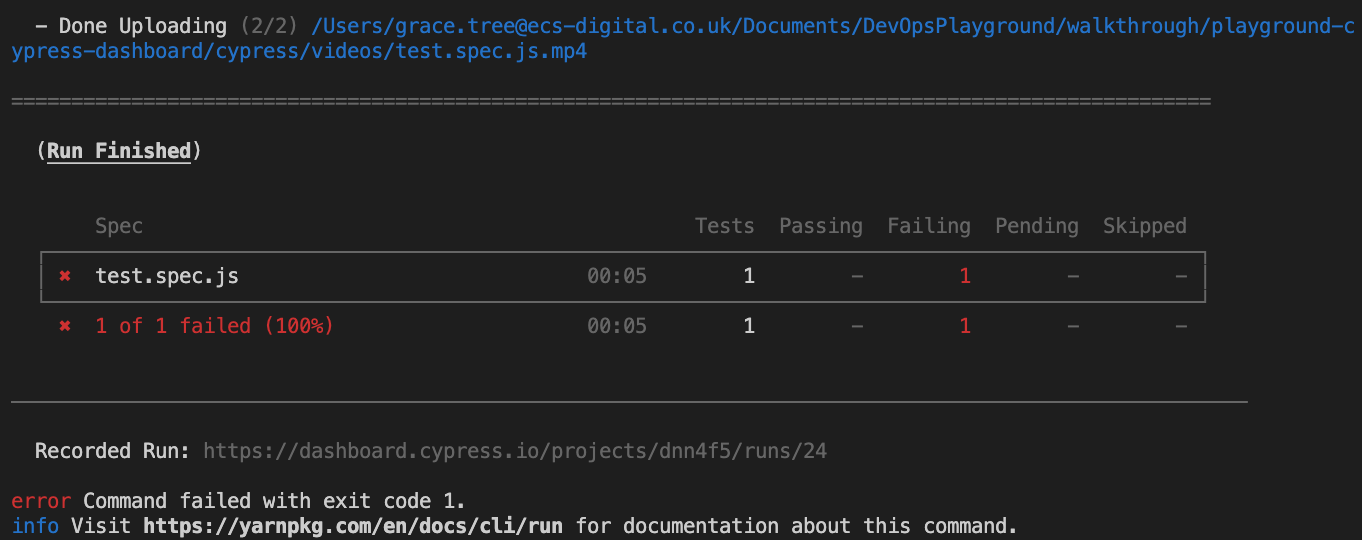 - Done Uploading (2/2) /Users/grace.tree@ecs-digital.co.uk/Documents/DevOpsPlayground/walkthrough/playground-c
ypress-dashboard/cypress/videos/test.spec.js.mp4
====================================================================================================
(Run Finished)
Spec Tests Passing Failing Pending Skipped
✖ test.spec.js 00:05 1 - 1 - -
✖ 1 of 1 failed (100%) 00:05 1 - 1 - -
Recorded Run: https://dashboard.cypress.io/projects/dnn4f5/runs/24
error Command failed with exit code 1.
info Visit https://yarnpkg.com/en/docs/cli/run for documentation about this command.